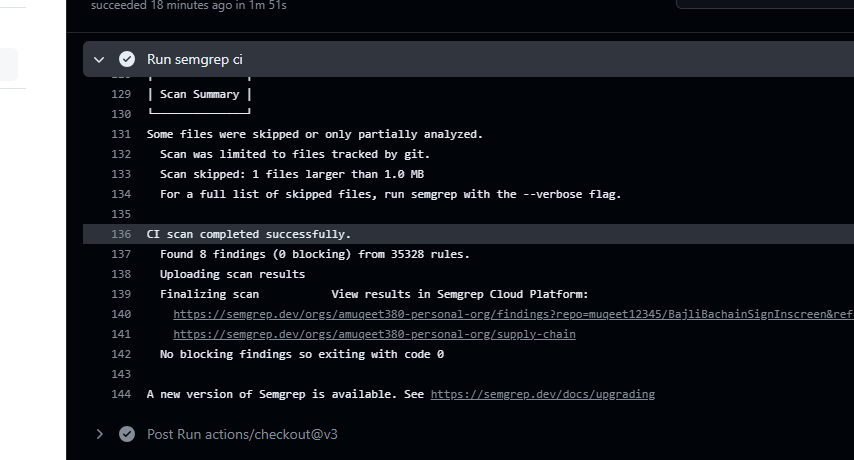 succeeded 18 minutes ago in 1m 51s
Run semgrep ci
129 | Scan Summary |
130
131 Some files were skipped or only partially analyzed.
132 Scan was limited to files tracked by git.
133 Scan skipped: 1 files larger than 1.0 MB
134 For a full list of skipped files, run semgrep with the --verbose flag.
135
136 CI scan completed successfully.
137 Found 8 findings (0 blocking) from 35328 rules.
138 Uploading scan results
139 Finalizing scan View results in Semgrep Cloud Platform:
140 https://semgrep.dev/orgs/amuqeet380-personal-org/findings?repo=muqeet12345/BajliBachainSignInscreen&ref
141 https://semgrep.dev/orgs/amuqeet380-personal-org/supply-chain
142 No blocking findings so exiting with code 0
143
144 A new version of Semgrep is available. See https://semgrep.dev/docs/upgrading
Post Run actions/checkout@v3